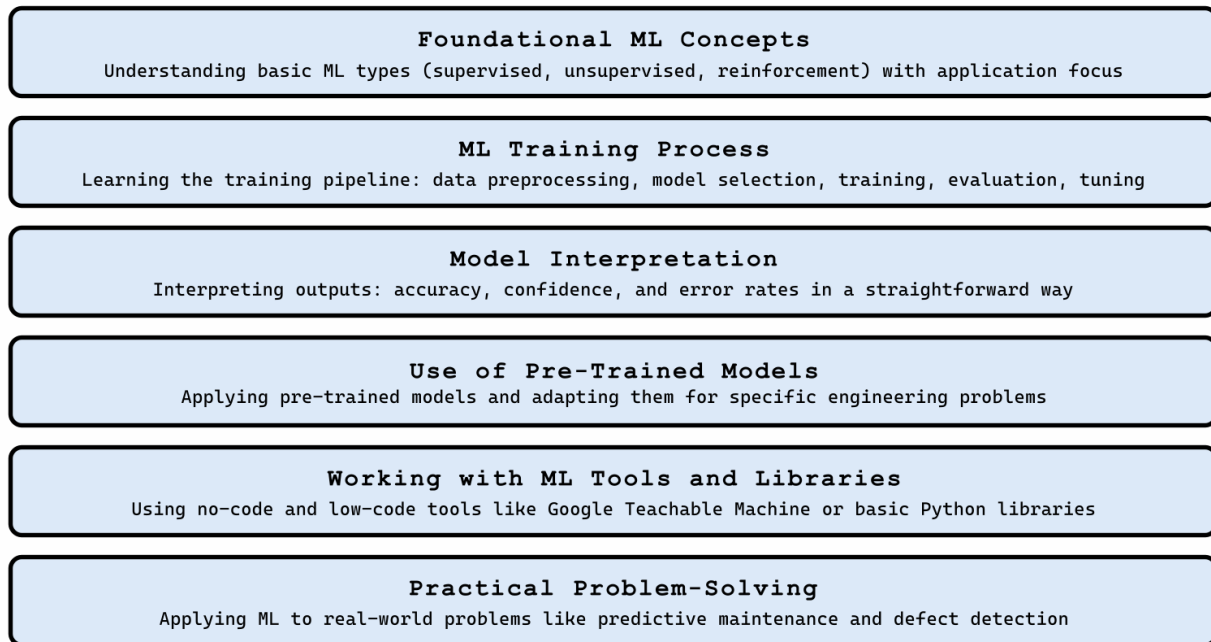 Foundational ML Concepts
Understanding basic ML types (supervised, unsupervised, reinforcement) with application focus
ML Training Process
Learning the training pipeline: data preprocessing, model selection, training, evaluation, tuning
Model Interpretation
Interpreting outputs: accuracy, confidence, and error rates in a straightforward way
Use of Pre-Trained Models
Applying pre-trained models and adapting them for specific engineering problems
Working with ML Tools and Libraries
Using no-code and low-code tools like Google Teachable Machine or basic Python libraries
Practical Problem-Solving
Applying ML to real-world problems like predictive maintenance and defect detection